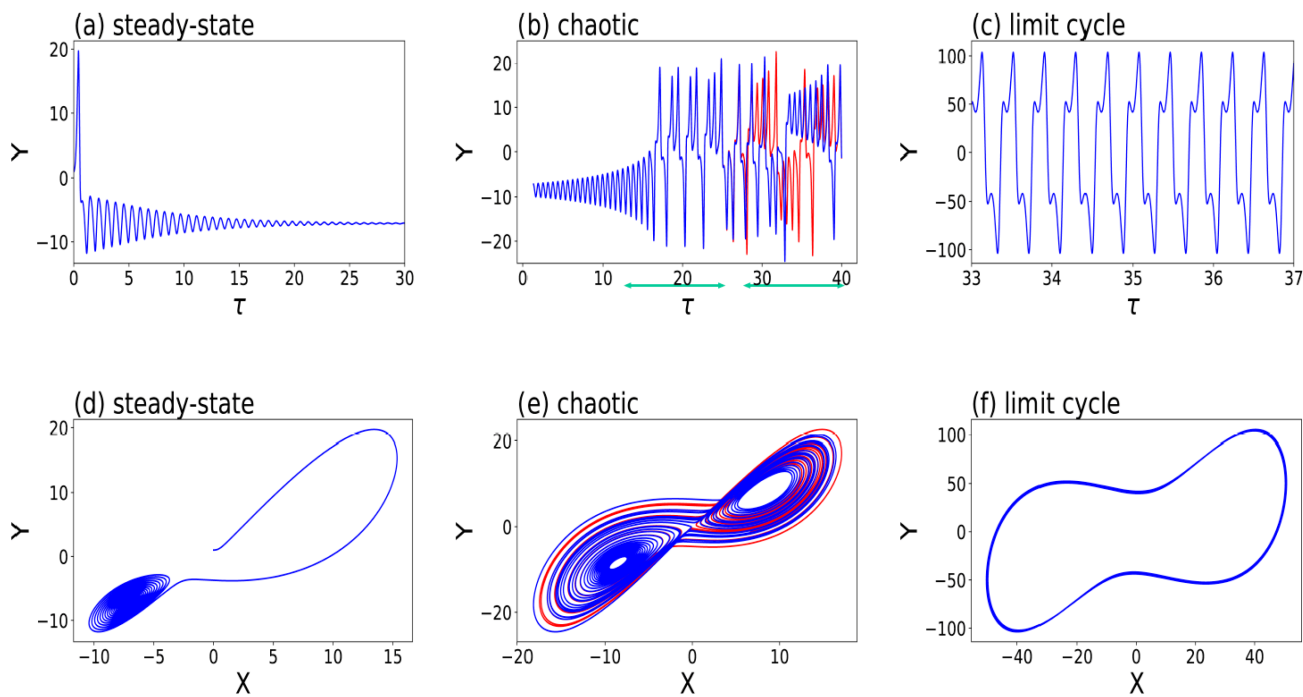 (a) steady-state
20
10
0
−10
Y
0 5 10 15 20 25 30
τ
(b) chaotic
20
10
0
−10
−20
Y
0 10 20 30 40
τ
(c) limit cycle
100
50
0
−50
−100
Y
33 34 35 36 37
τ
(d) steady-state
20
10
0
−10
Y
−10 −5 0 5 10 15
X
(e) chaotic
20
0
−20
Y
−20 −10 0 10
X
(f) limit cycle
100
50
0
−50
−100
Y
−40 −20 0 20 40
X